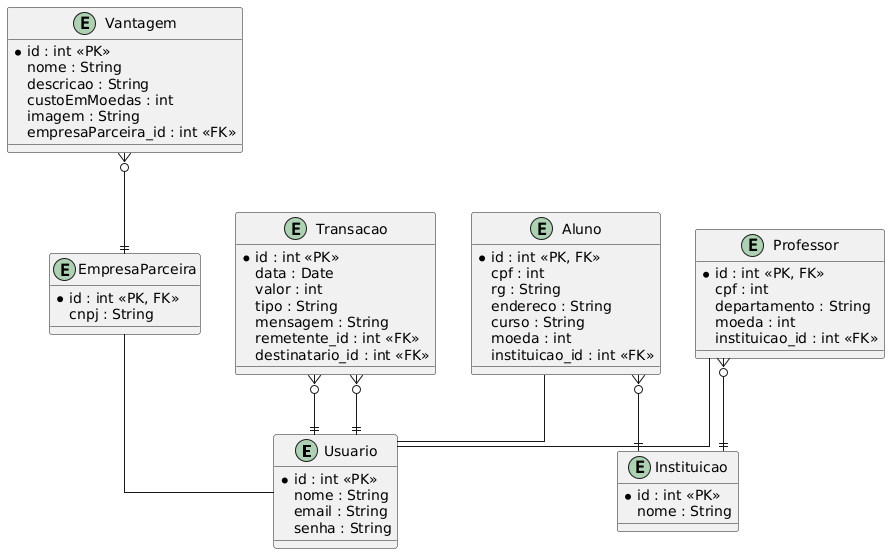 E Vantagem
id : int «PK»
nome : String
descricao : String
custoEmMoedas : int
imagem : String
empresaParceira_id : int «FK»
E EmpresaParceira
id : int «PK, FK»
cnpj : String
E Transacao
id : int «PK»
data : Date
valor : int
tipo : String
mensagem : String
remetente_id : int «FK»
destinatario_id : int «FK»
E Aluno
id : int «PK, FK»
cpf : int
rg : String
endereco : String
curso : String
moeda : int
instituicao_id : int «FK»
E Professor
id : int «PK, FK»
cpf : int
departamento : String
moeda : int
instituicao_id : int «FK»
E Usuario
id : int «PK»
nome : String
email : String
senha : String
E Instituicao
id : int «PK»
nome : String